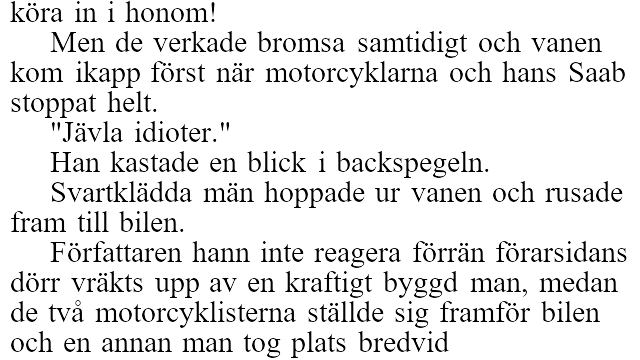 köra in i honom!
Men de verkade bromsa samtidigt och vanen
kom ikapp först när motorcyklarna och hans Saab
stoppat helt.
"Jävla idioter."
Han kastade en blick i backspegeln.
Svartklädda män hoppade ur vanen och rusade
fram till bilen.
Författaren hann inte reagera förrän förarsidans
dörr vräkts upp av en kraftigt byggd man, medan
de två motorcyklisterna ställde sig framför bilen
och en annan man tog plats bredvid